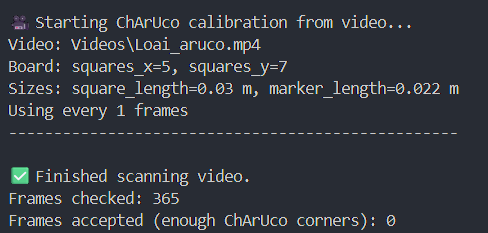 🎥 Starting ChArUco calibration from video...
Video: Videos\Loai_aruco.mp4
Board: squares_x=5, squares_y=7
Sizes: square_length=0.03 m, marker_length=0.022 m
Using every 1 frames
--------------------------------------------------
✅ Finished scanning video.
Frames checked: 365
Frames accepted (enough ChArUco corners): 0